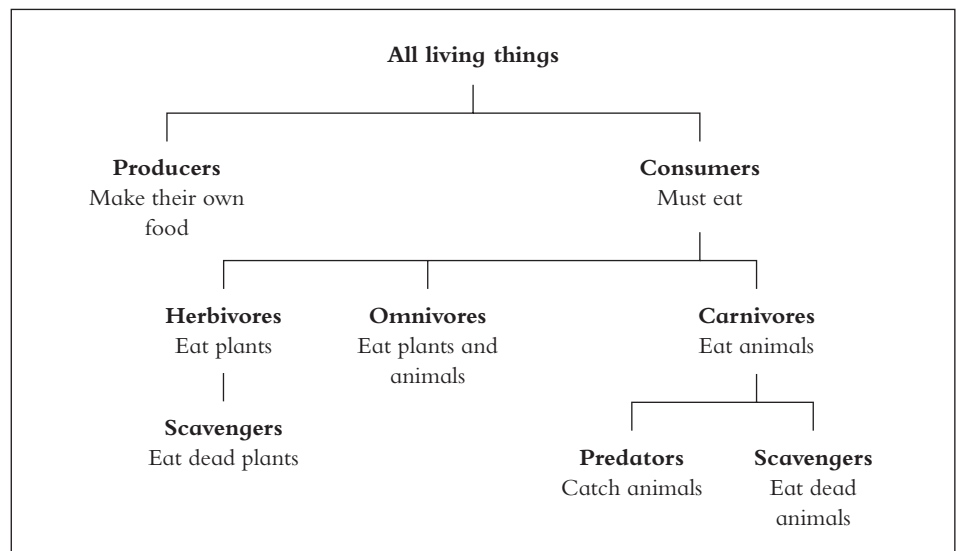 All living things
Producers
Make their own
food
Consumers
Must eat
Herbivores
Eat plants
Omnivores
Eat plants and
animals
Carnivores
Eat animals
Scavengers
Eat dead plants
Predators
Catch animals
Scavengers
Eat dead
animals